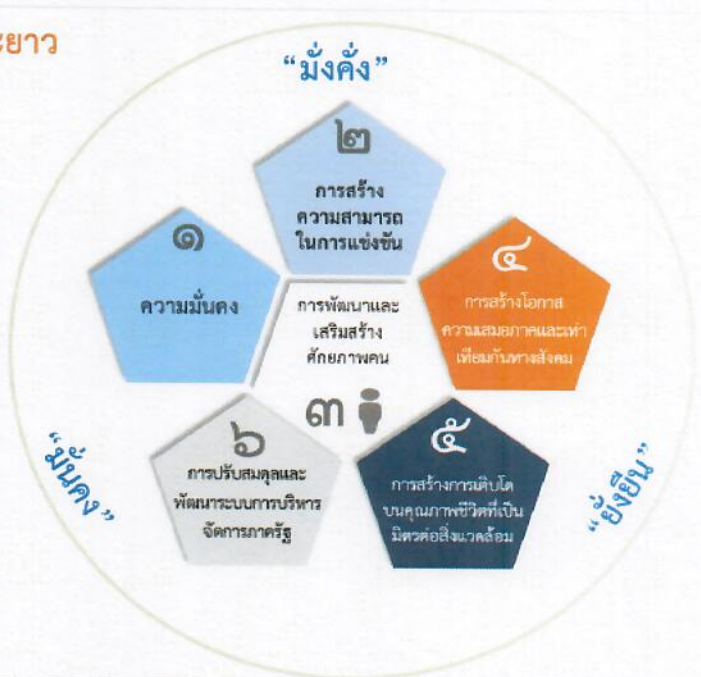 ะยาว
“มั่งคั่ง”
๒
การสร้าง
ความสามารถ
ในการแข่งขัน
๑
ความมั่นคง
การพัฒนาและ
เสริมสร้าง
ศักยภาพคน
๓
๔
การสร้างโอกาส
ความเสมอภาคและเท่า
เทียมกันทางสังคม
๖
การปรับสมดุลและ
พัฒนาระบบการบริหาร
จัดการภาครัฐ
๕
การสร้างการเติบโต
บนคุณภาพชีวิตที่เป็น
มิตรต่อสิ่งแวดล้อม
“มั่นคง”
“ยั่งยืน”